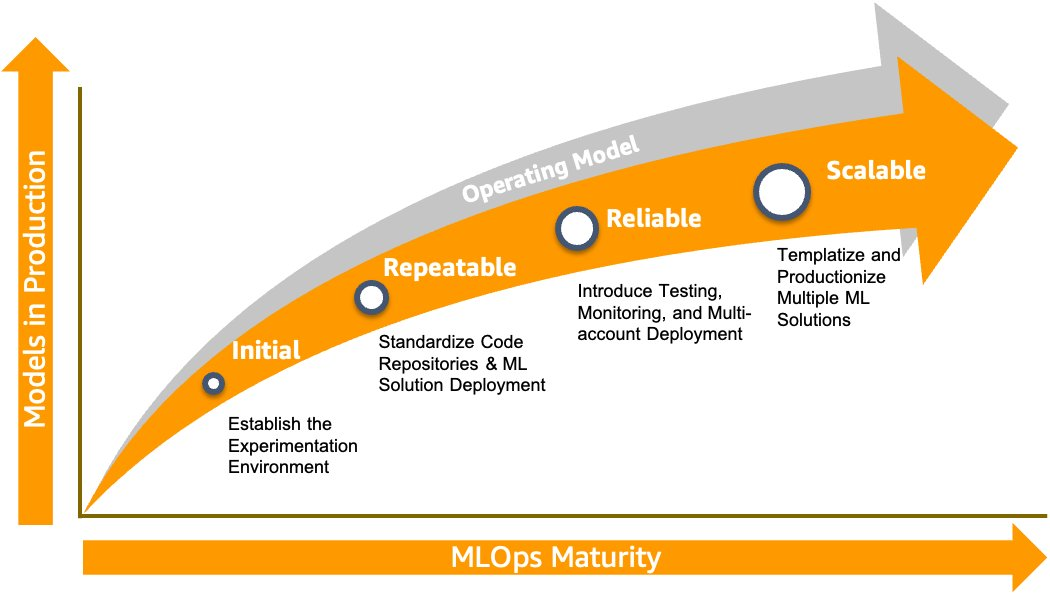 Models in Production
Operating Model
Scalable
Reliable
Repeatable
Initial
Templatize and
Productionize
Multiple ML
Solutions
Introduce Testing,
Monitoring, and Multi-
account Deployment
Standardize Code
Repositories & ML
Solution Deployment
Establish the
Experimentation
Environment
MLOps Maturity